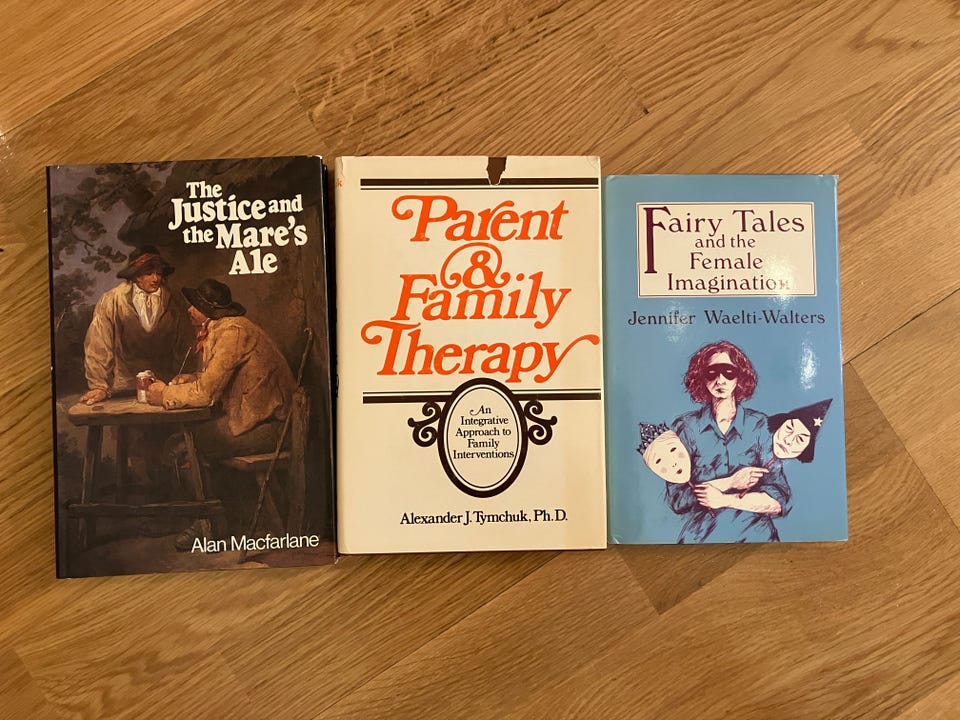 The
Justice and
the Mare's
Ale
Alan Macfarlane
Parent
&
Family
Therapy
An
Integrative
Approach to
Family
Interventions
Alexander J. Tymchuk, Ph.D.
Fairy Tales
and the
Female
Imagination
Jennifer Waelti-Walters